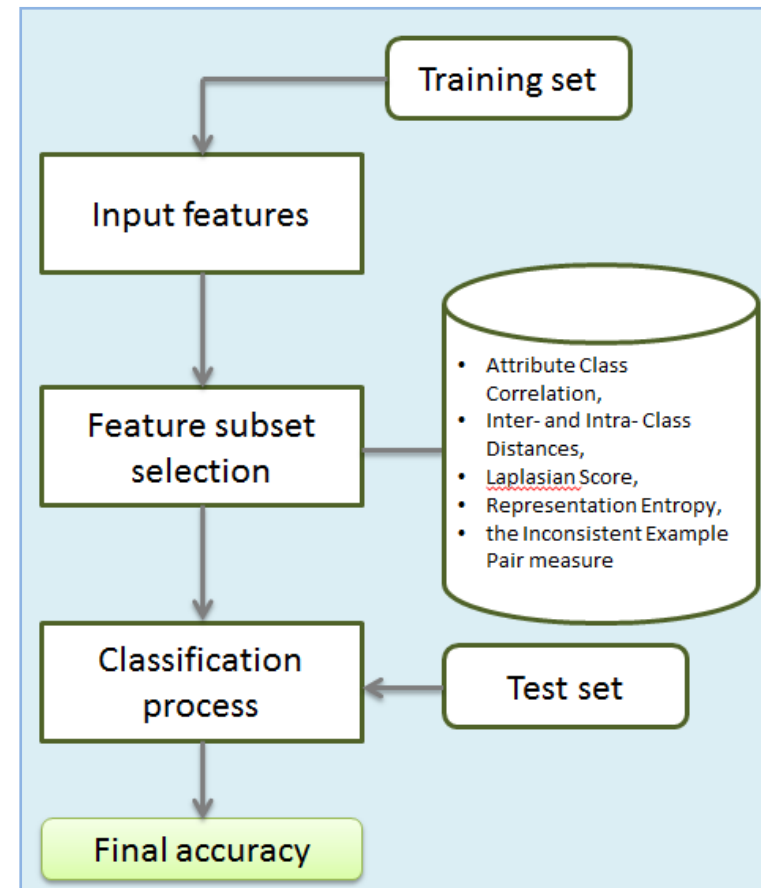 Training set
Input features
Feature subset
selection
• Attribute Class
Correlation,
• Inter- and Intra- Class
Distances,
• Laplasian Score,
• Representation Entropy,
• the Inconsistent Example
Pair measure
Classification
process
Test set
Final accuracy